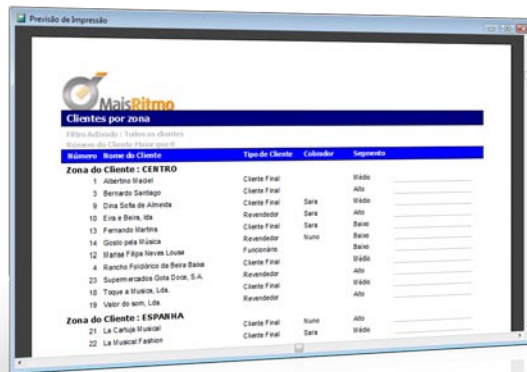 Previsão de Impressão
MaisRitmo
Clientes por zona
Filtro Activado : Todos os clientes
Número do Cliente Maior que 0
Número Nome do Cliente Tipo de Cliente Cobrador Segmento
Zona do Cliente : CENTRO
1 Albertino Maciel Cliente Final Médio
3 Bernardo Santiago Cliente Final Alto
9 Dina Sofia de Almeida Cliente Final Sara Médio
10 Eira e Beira, lda Revendedor Sara Alto
13 Fernando Martins Cliente Final Sara Baixo
14 Gosto pela Música Revendedor Nuno Baixo
12 Marise Filipa Neves Lousa Funcionário Baixo
4 Rancho Folclórico da Beira Baixa Cliente Final Médio
23 Supermercados Gota Doce, S.A. Revendedor Alto
18 Toque a Musica, Lda. Cliente Final Médio
19 Valor do som, Lda. Revendedor Alto
Zona do Cliente : ESPANHA
21 La Cartuja Musical Cliente Final Nuno Alto
22 La Musical Fashion Cliente Final Sara Médio